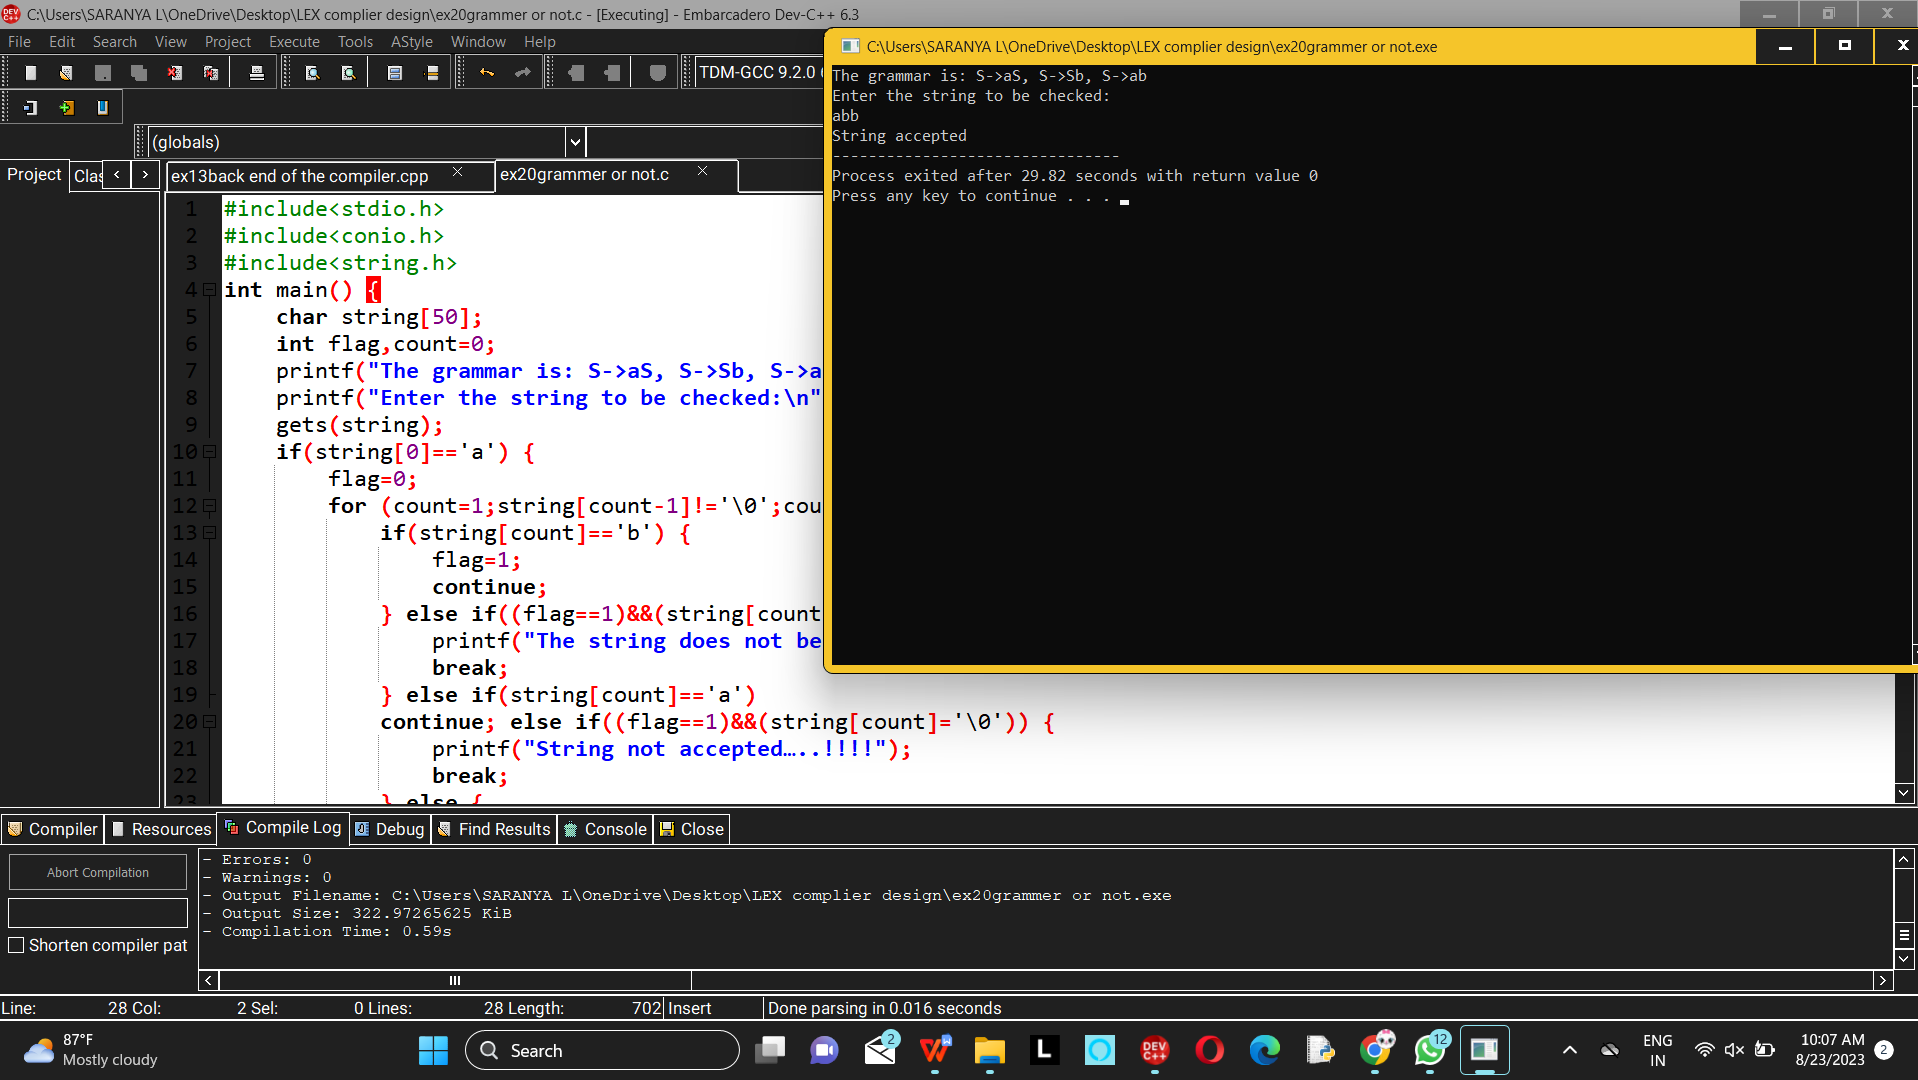 C:\Users\SARANYA L\OneDrive\Desktop\LEX complier design\ex20grammer or not.c - [Executing] - Embarcadero Dev-C++ 6.3
File Edit Search View Project Execute Tools AStyle Window Help
TDM-GCC 9.2.0
(globals)
Project Clas
ex13back end of the compiler.cpp ex20grammer or not.c
1 #include<stdio.h>
2 #include<conio.h>
3 #include<string.h>
4 int main() {
5 char string[50];
6 int flag,count=0;
7 printf("The grammar is: S->aS, S->Sb, S->a
8 printf("Enter the string to be checked:\n"
9 gets(string);
10 if(string[0]=='a') {
11 flag=0;
12 for (count=1;string[count-1]!='\0';cou
13 if(string[count]=='b') {
14 flag=1;
15 continue;
16 } else if((flag==1)&&(string[count
17 printf("The string does not be
18 break;
19 } else if(string[count]=='a')
20 continue; else if((flag==1)&&(string[count]='\0')) {
21 printf("String not accepted…..!!!!");
22 break;
23 } else {
C:\Users\SARANYA L\OneDrive\Desktop\LEX complier design\ex20grammer or not.exe
The grammar is: S->aS, S->Sb, S->ab
Enter the string to be checked:
abb
String accepted
--------------------------------
Process exited after 29.82 seconds with return value 0
Press any key to continue . . .
Compiler Resources Compile Log Debug Find Results Console Close
Abort Compilation
Shorten compiler pat
- Errors: 0
- Warnings: 0
- Output Filename: C:\Users\SARANYA L\OneDrive\Desktop\LEX complier design\ex20grammer or not.exe
- Output Size: 322.97265625 KiB
- Compilation Time: 0.59s
Line: 28 Col: 2 Sel: 0 Lines: 28 Length: 702 Insert Done parsing in 0.016 seconds
87°F
Mostly cloudy
Search
2
L
DEV C++
12
ENG
IN
10:07 AM
8/23/2023
2